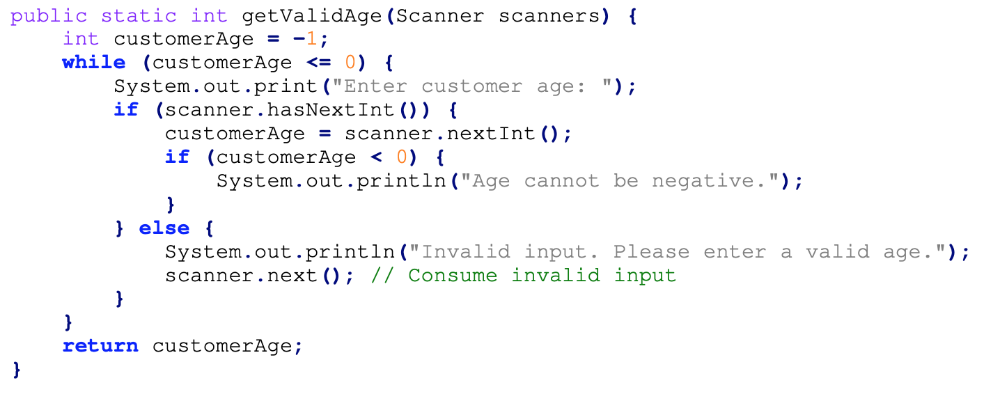 public static int getValidAge(Scanner scanners) {
    int customerAge = -1;
    while (customerAge <= 0) {
        System.out.print("Enter customer age: ");
        if (scanner.hasNextInt()) {
            customerAge = scanner.nextInt();
            if (customerAge < 0) {
                System.out.println("Age cannot be negative.");
            }
        } else {
            System.out.println("Invalid input. Please enter a valid age.");
            scanner.next(); // Consume invalid input
        }
    }
    return customerAge;
}